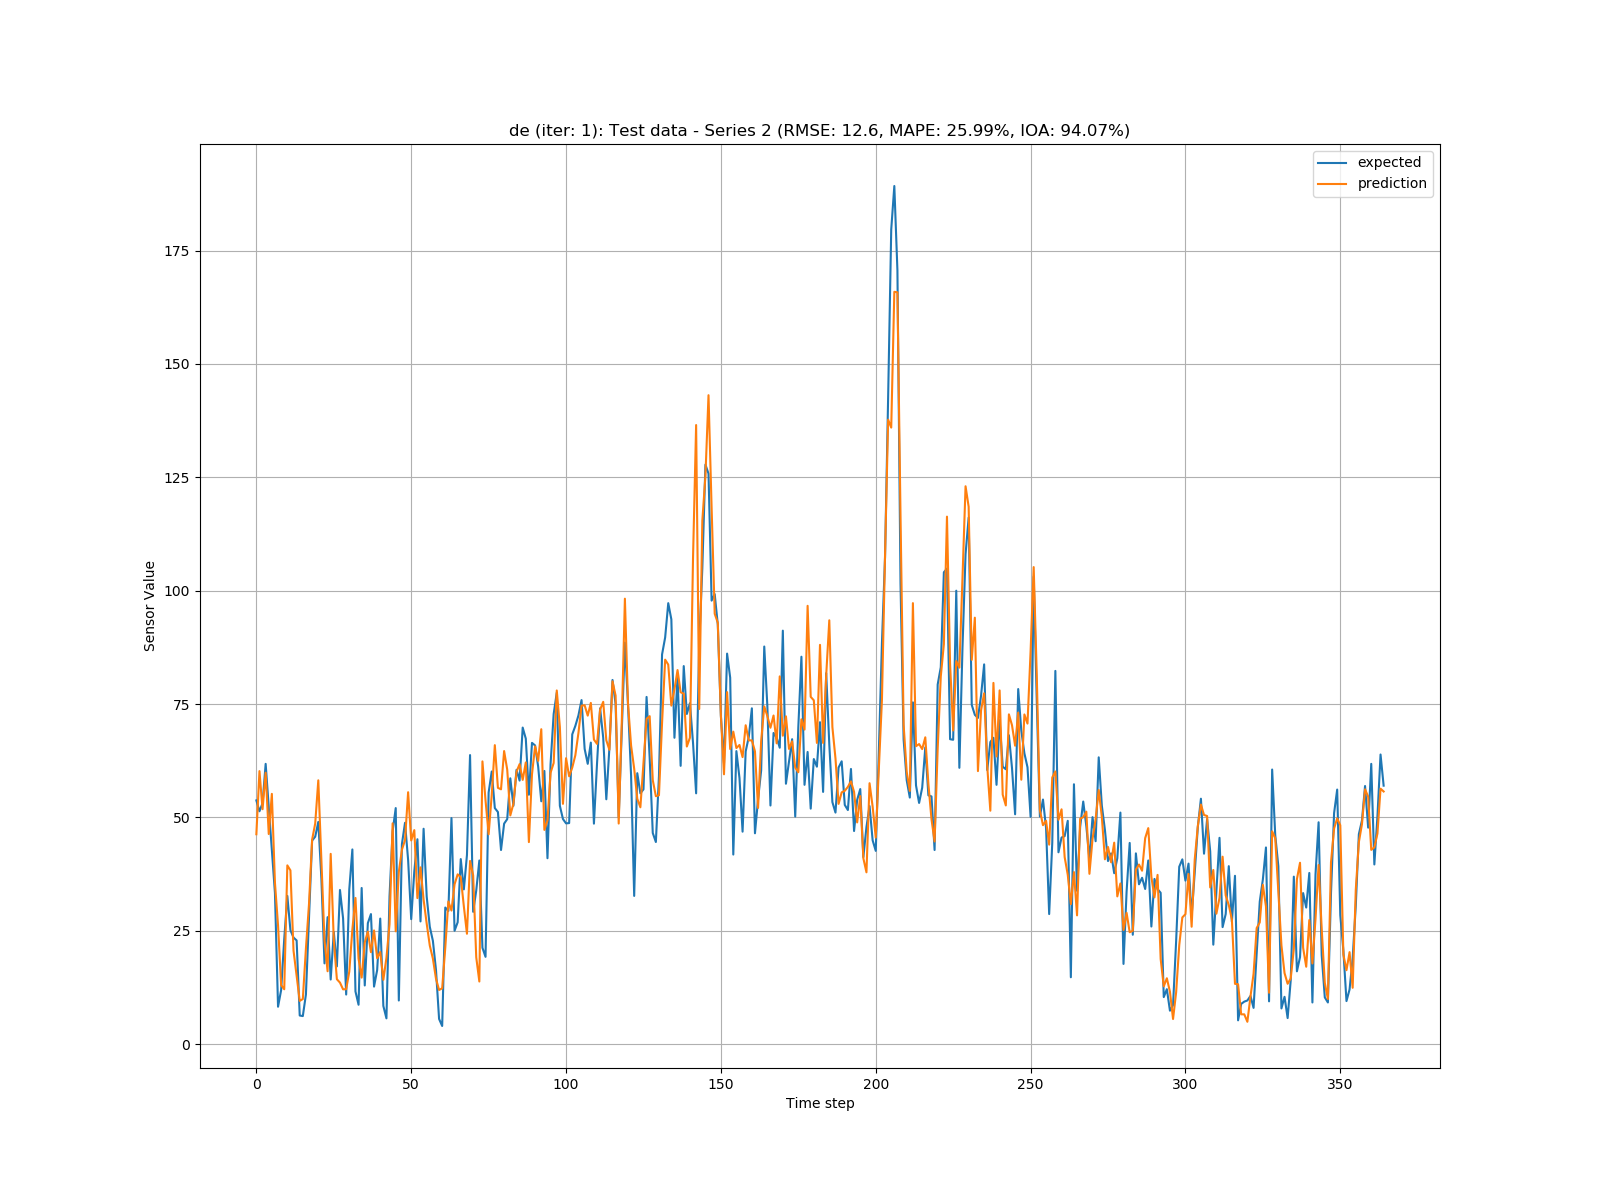 de (iter: 1): Test data - Series 2 (RMSE: 12.6, MAPE: 25.99%, IOA: 94.07%)
expected
prediction
175
150
125
100
75
50
25
0
Sensor Value
0 50 100 150 200 250 300 350
Time step